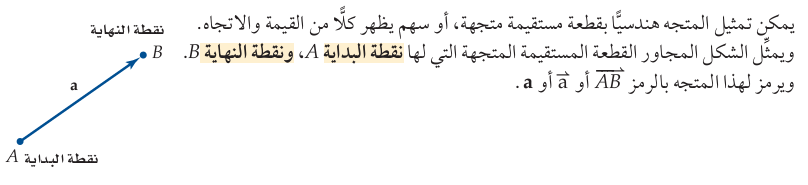 يمكن تمثيل المتجه هندسيًّا بقطعة مستقيمة متجهة، أو سهم يظهر كلًّا من القيمة والاتجاه.
ويمثِّل الشكل المجاور القطعة المستقيمة المتجهة التي لها نقطة البداية A، ونقطة النهاية B.
ويرمز لهذا المتجه بالرمز A͞B⃗ أو a⃗ أو a .
نقطة النهاية
B
a
A
نقطة البداية